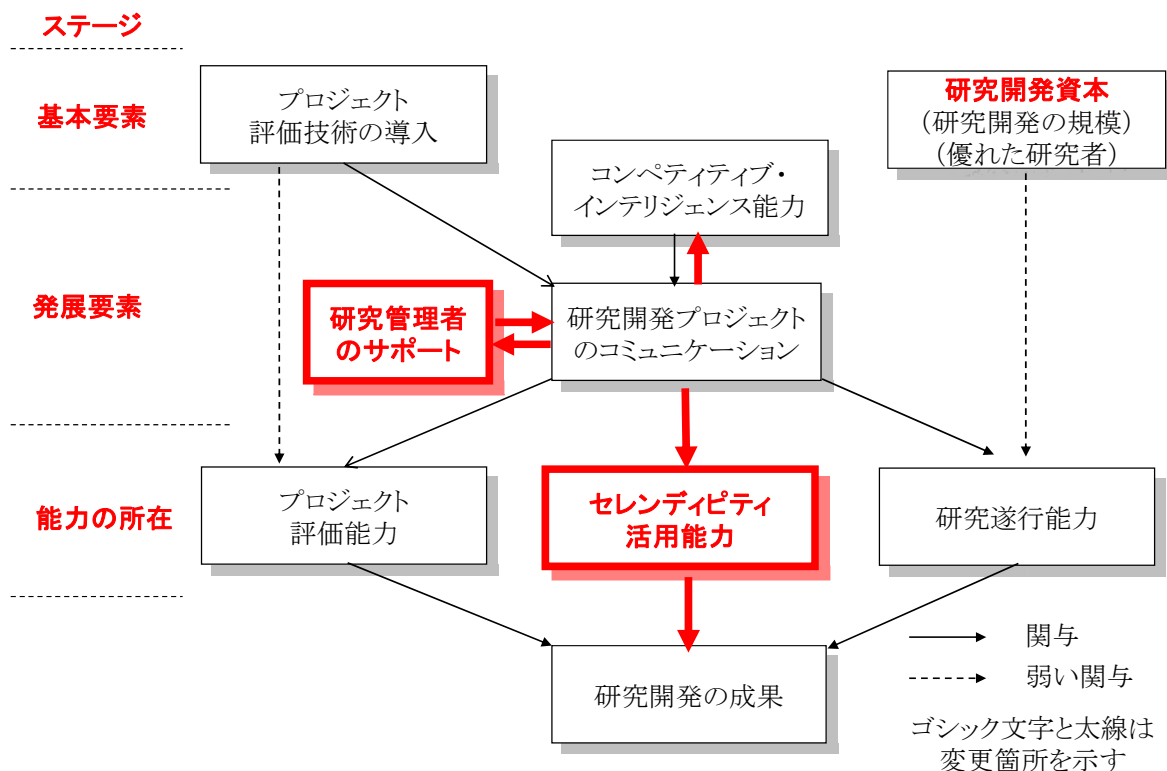 ステージ
基本要素
プロジェクト
評価技術の導入
研究開発資本
（研究開発の規模）
（優れた研究者）
コンペティティブ・
インテリジェンス能力
発展要素
研究管理者
のサポート
研究開発プロジェクト
のコミュニケーション
能力の所在
プロジェクト
評価能力
セレンディピティ
活用能力
研究遂行能力
研究開発の成果
関与
弱い関与
ゴシック文字と太線は
変更箇所を示す